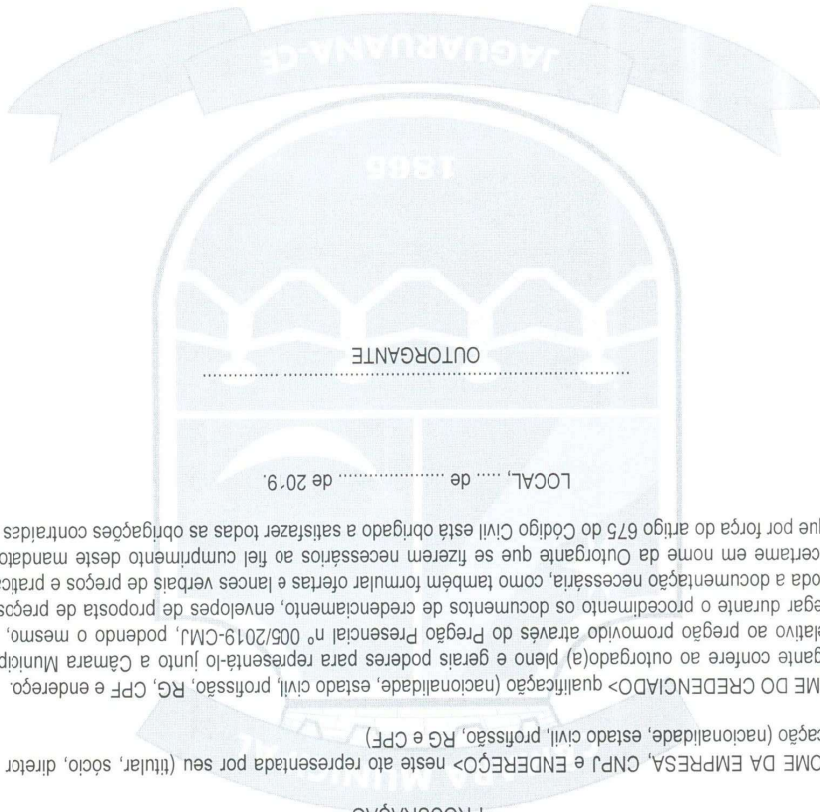 PROCURAÇÃO
OME DA EMPRESA, CNPJ e ENDEREÇO> neste ato representada por seu (titular, sócio, diretor
cação (nacionalidade, estado civil, profissão, RG e CPF)
OME DO CREDENCIADO> qualificação (nacionalidade, estado civil, profissão, RG, CPF e endereço.
gante confere ao outorgado(a) pleno e gerais poderes para representá-lo junto a Câmara Municip
elativo ao pregão promovido através do Pregão Presencial nº 005/2019-CMJ, podendo o mesmo,
egar durante o procedimento os documentos de credenciamento, envelopes de proposta de preços
oda a documentação necessária, como também formular ofertas e lances verbais de preços e pratica
certame em nome da Outorgante que se fizerem necessários ao fiel cumprimento deste mandato
que por força do artigo 675 do Código Civil está obrigado a satisfazer todas as obrigações contraídas
LOCAL, ..... de ..................... de 2019.
OUTORGANTE
1865
JAGUARUANA-CE